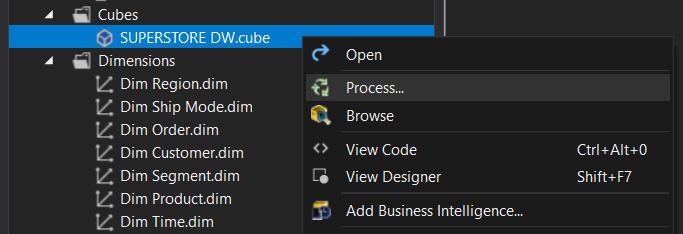 Cubes
SUPERSTORE DW.cube
Dimensions
Dim Region.dim
Dim Ship Mode.dim
Dim Order.dim
Dim Customer.dim
Dim Segment.dim
Dim Product.dim
Dim Time.dim
Open
Process...
Browse
View Code Ctrl+Alt+0
View Designer Shift+F7
Add Business Intelligence...